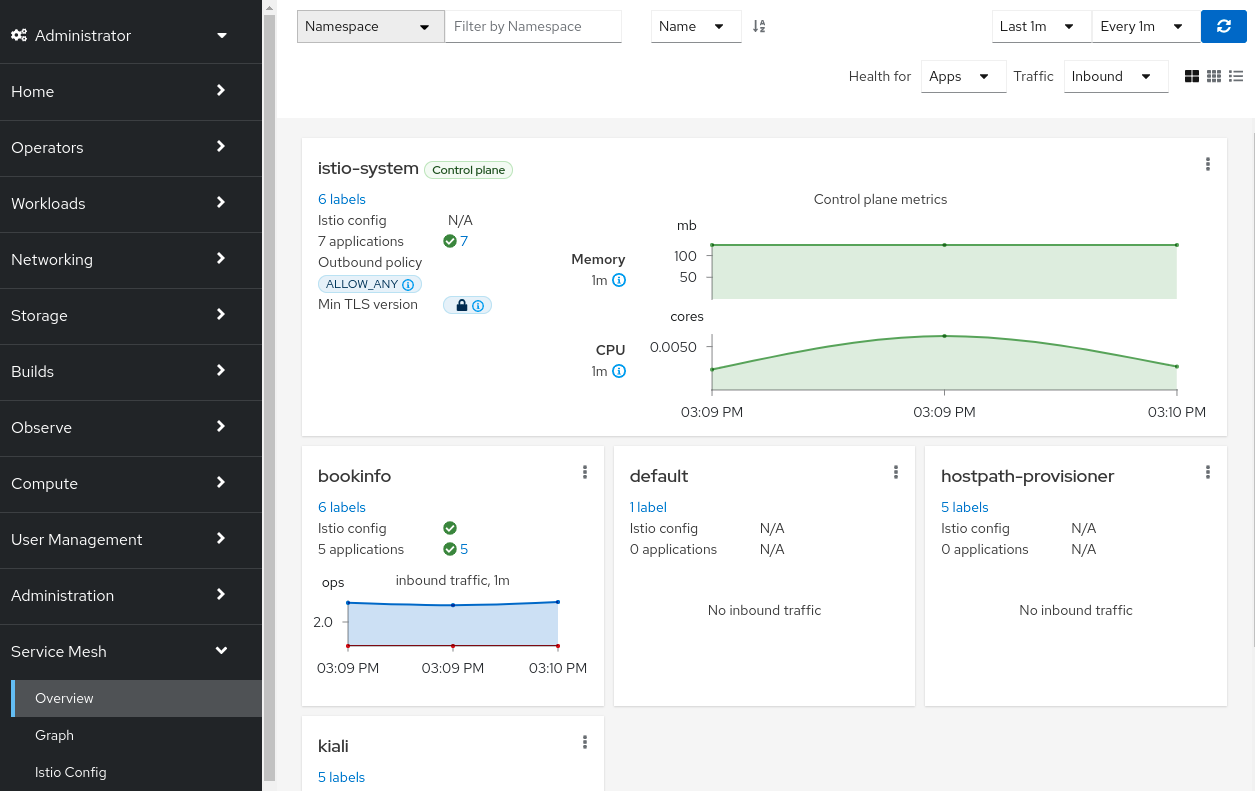 Administrator
Home
Operators
Workloads
Networking
Storage
Builds
Observe
Compute
User Management
Administration
Service Mesh
Overview
Graph
Istio Config
Namespace
Filter by Namespace
Name
Last 1m
Every 1m
Health for
Apps
Traffic
Inbound
istio-system
Control plane
6 labels
Istio config N/A
7 applications 7
Outbound policy
ALLOW_ANY
Min TLS version
Control plane metrics
mb
Memory
1m
100
50
cores
CPU
1m
0.0050
03:09 PM 03:09 PM 03:10 PM
bookinfo
6 labels
Istio config
5 applications 5
inbound traffic, 1m
ops
2.0
03:09 PM 03:09 PM 03:10 PM
default
1 label
Istio config N/A
0 applications N/A
No inbound traffic
hostpath-provisioner
5 labels
Istio config N/A
0 applications N/A
No inbound traffic
kiali
5 labels